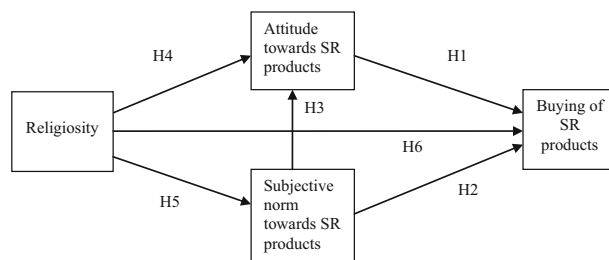 Attitude
towards SR
products
H4
H1
H3
Religiosity
Buying of
SR
products
H6
H5
Subjective
norm
towards SR
products
H2